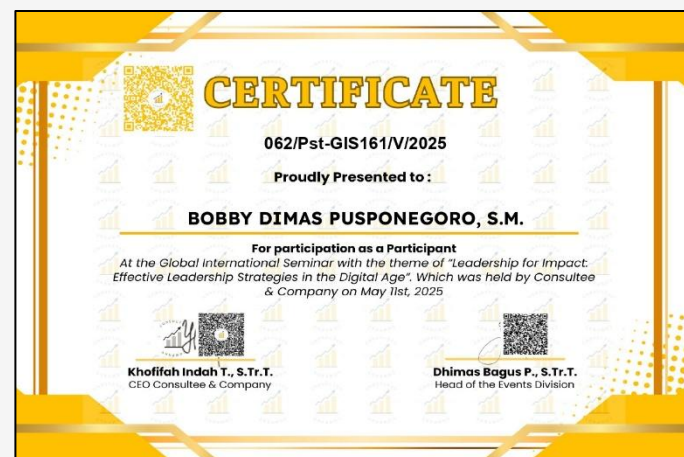 CERTIFICATE
062/Pst-GIS161/V/2025
Proudly Presented to :
BOBBY DIMAS PUSPONEGORO, S.M.
For participation as a Participant
At the Global International Seminar with the theme of "Leadership for Impact:
Effective Leadership Strategies in the Digital Age". Which was held by Consultee
& Company on May 11st, 2025
Khofifah Indah T., S.Tr.T.
CEO Consultee & Company
Dhimas Bagus P., S.Tr.T.
Head of the Events Division